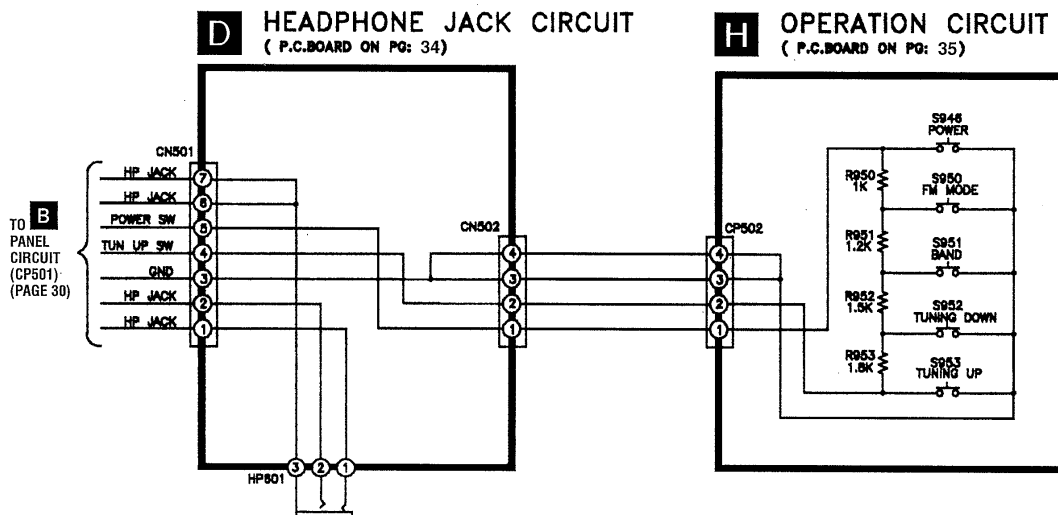 D HEADPHONE JACK CIRCUIT
( P.C.BOARD ON PG: 34)
H OPERATION CIRCUIT
( P.C.BOARD ON PG: 35)
CN501
HP JACK 7
HP JACK 6
POWER SW 5
TUN UP SW 4
GND 3
HP JACK 2
HP JACK 1
TO B
PANEL
CIRCUIT
(CP501)
(PAGE 30)
CN502
4
3
2
1
CP502
4
3
2
1
HP501
3 2 1
S946
POWER
R950
1K
S950
FM MODE
R951
1.2K
S951
BAND
R952
1.5K
S952
TUNING DOWN
R953
1.8K
S953
TUNING UP